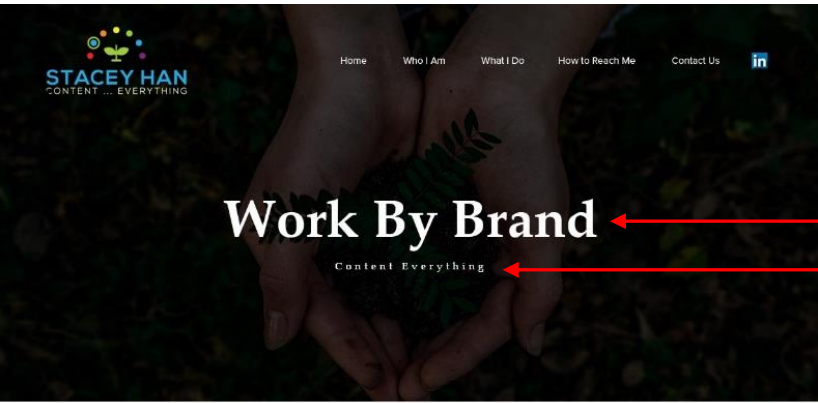 STACEY HAN
CONTENT ... EVERYTHING
Home Who I Am What I Do How to Reach Me Contact Us in
Work By Brand
Content Everything